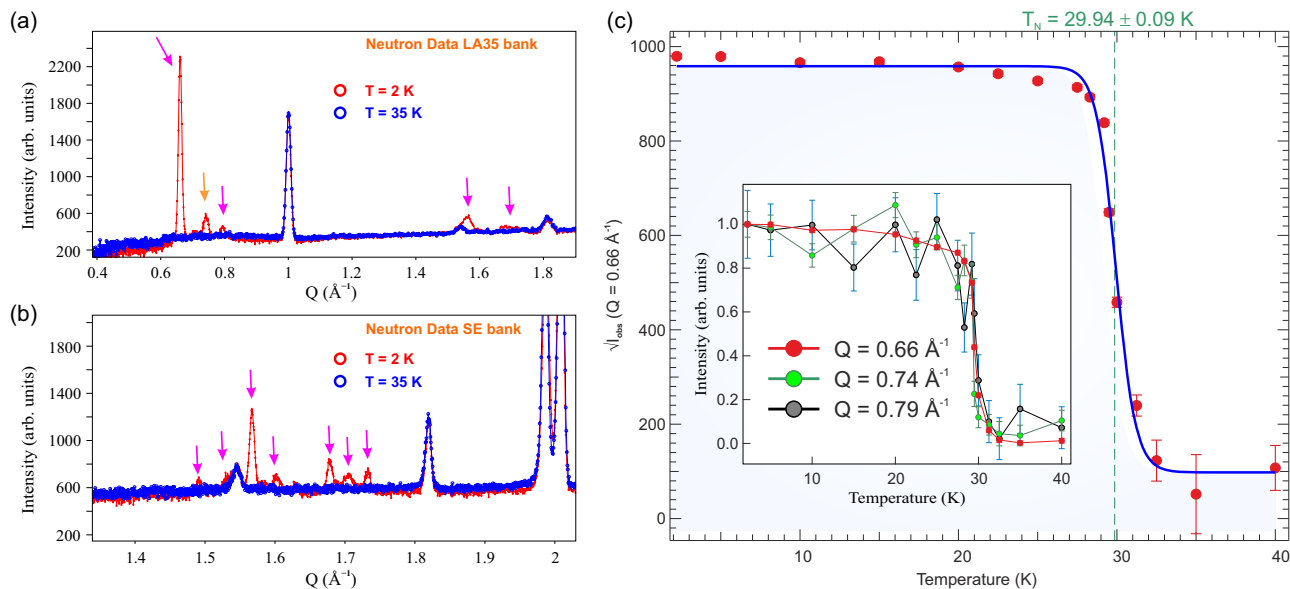 (a)
Neutron Data LA35 bank
T = 2 K
T = 35 K
Intensity (arb. units)
2200
1800
1400
1000
600
200
0.4 0.6 0.8 1 1.2 1.4 1.6 1.8
Q (Å⁻¹)
(b)
Neutron Data SE bank
T = 2 K
T = 35 K
Intensity (arb. units)
1800
1400
1000
600
200
1.4 1.5 1.6 1.7 1.8 1.9 2
Q (Å⁻¹)
(c)
T_N = 29.94 ± 0.09 K
√I_obs (Q = 0.66 Å⁻¹)
1000
800
600
400
200
0
10 20 30 40
Temperature (K)
Intensity (arb. units)
1.0
0.8
0.6
0.4
0.2
0.0
Q = 0.66 Å⁻¹
Q = 0.74 Å⁻¹
Q = 0.79 Å⁻¹
10 20 30 40
Temperature (K)